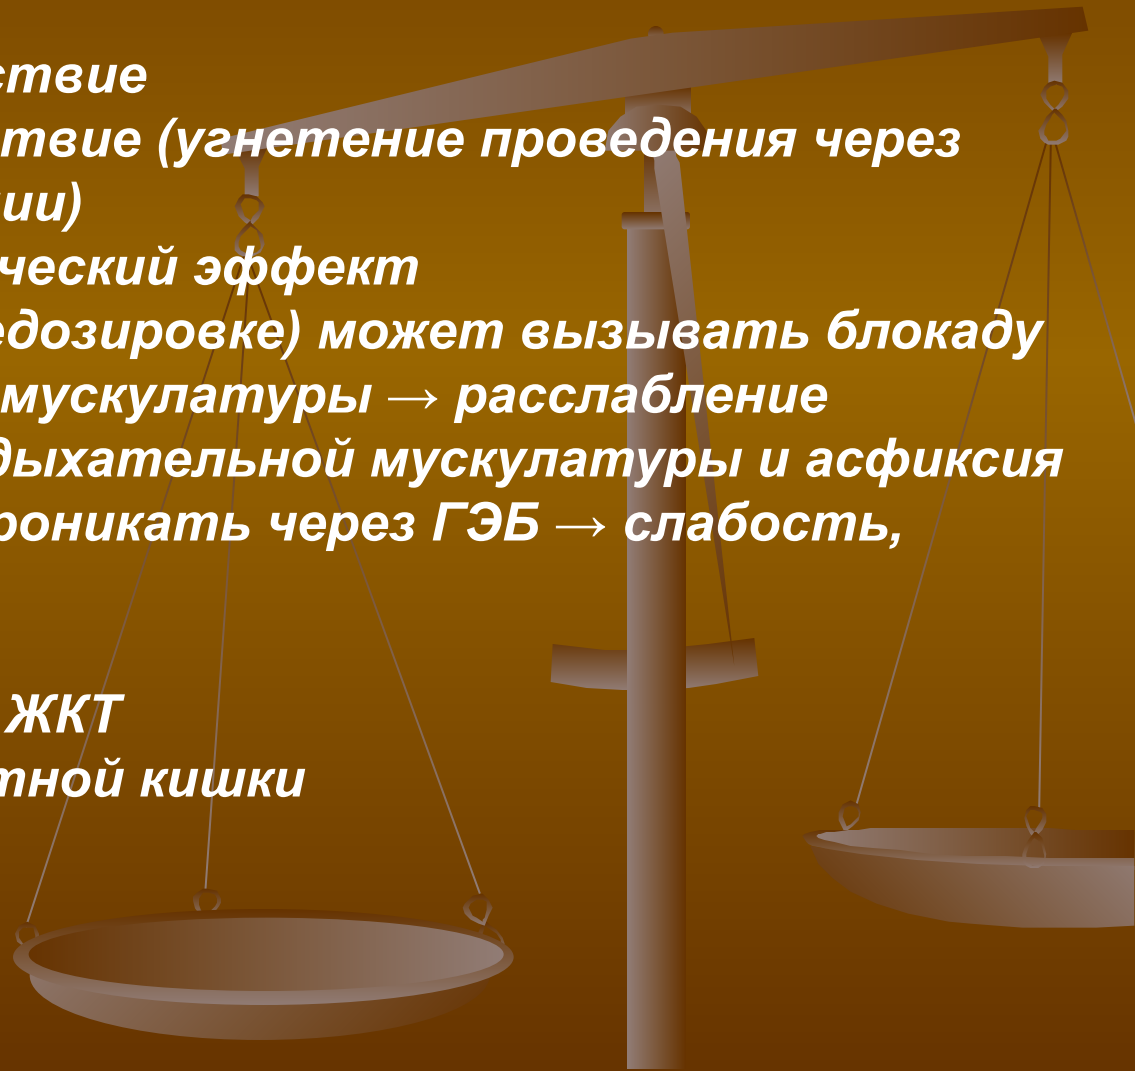 ствие
твие (угнетение проведения через
ии)
ческий эффект
едозировке) может вызывать блокаду
мускулатуры → расслабление
дыхательной мускулатуры и асфиксия
роникать через ГЭБ → слабость,
ЖКТ
тной кишки